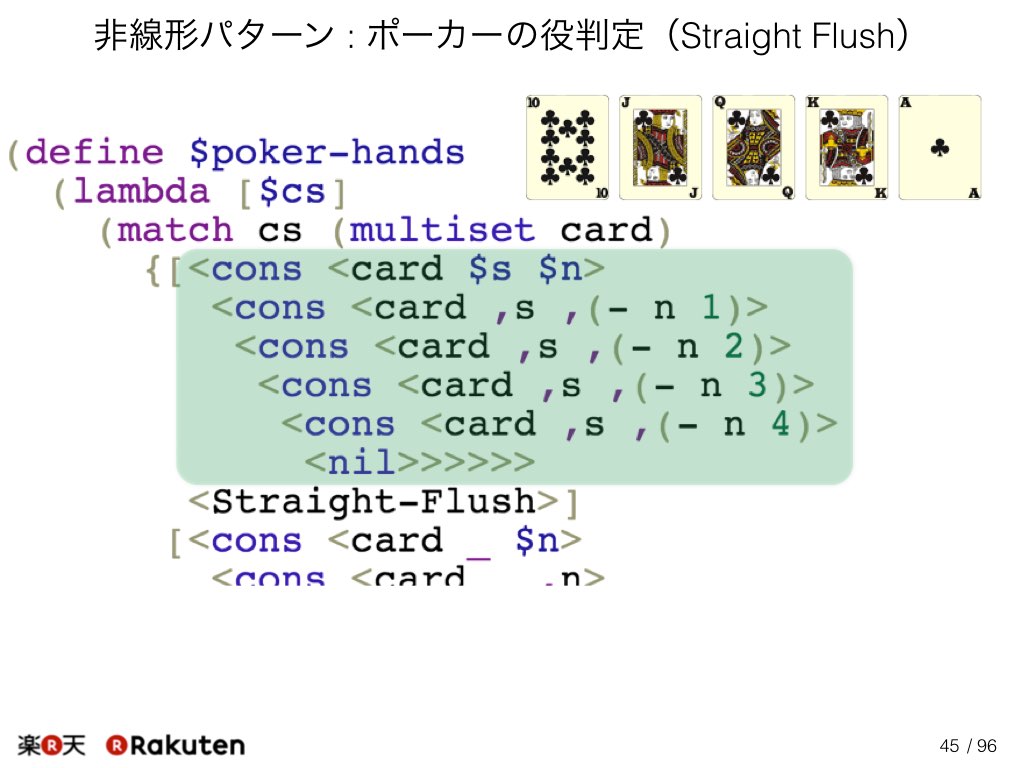 非線形パターン : ポーカーの役判定（Straight Flush）
10 J Q K A
10 J Q K A
(define $poker-hands
(lambda [$cs]
(match cs (multiset card)
{[<cons <card $s $n>
<cons <card ,s ,(- n 1)>
<cons <card ,s ,(- n 2)>
<cons <card ,s ,(- n 3)>
<cons <card ,s ,(- n 4)>
<nil>>>>>>
<Straight-Flush>]
[<cons <card _ $n>
<cons <card _ ,n>
楽R天 R Rakuten
45 / 96